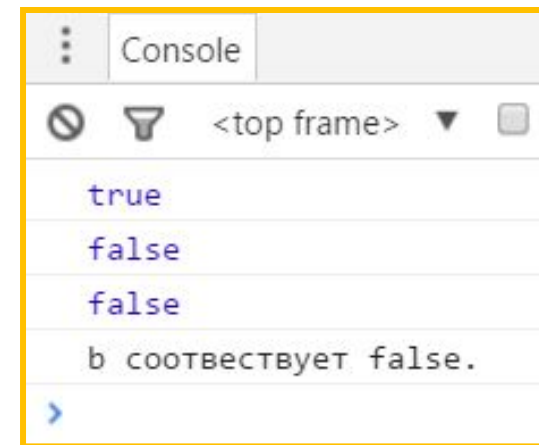 Console
<top frame> ▼
true
false
false
b соотвествует false.
>